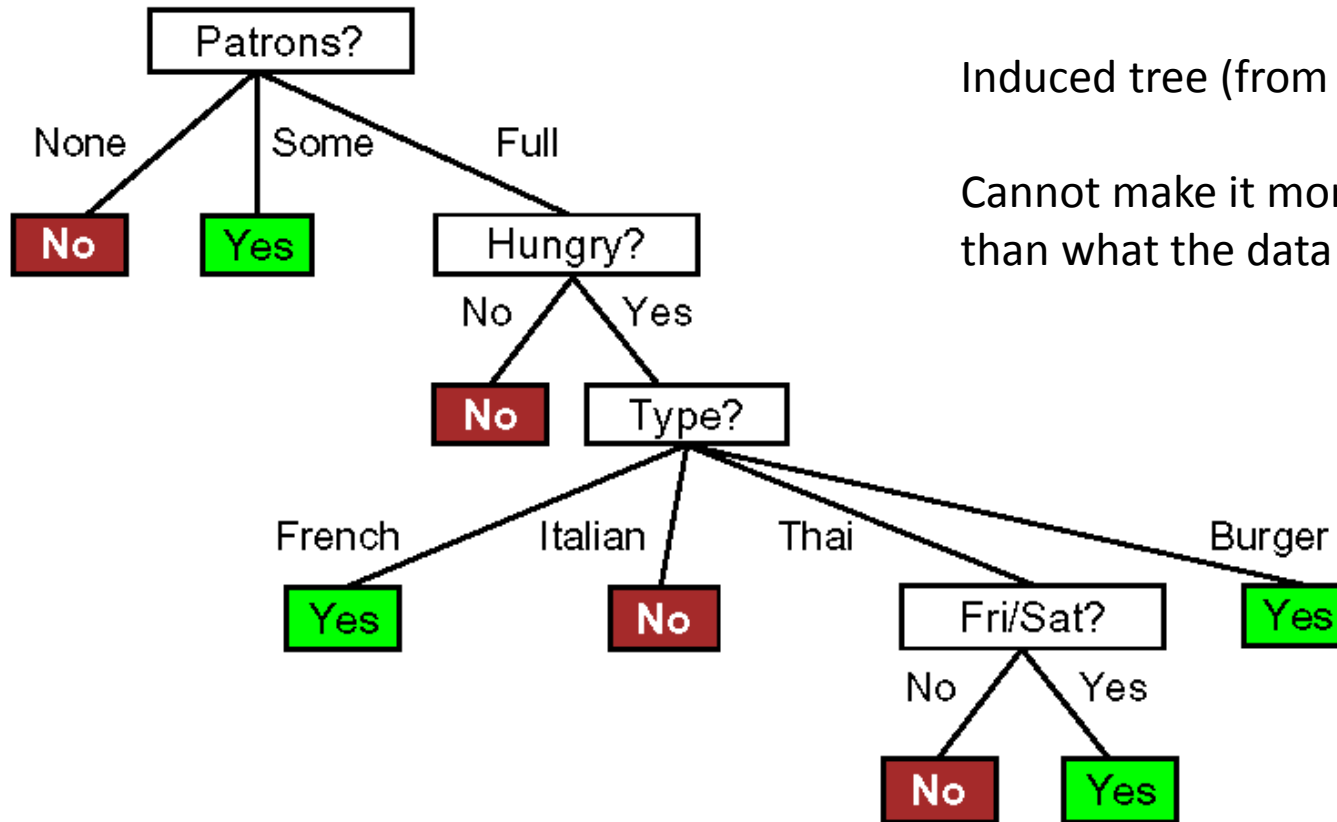 Patrons?
Induced tree (from
None Some Full
Cannot make it mor
No Yes Hungry?
than what the data
No Yes
No Type?
French Italian Thai Burger
Yes No Fri/Sat? Yes
No Yes
No Yes